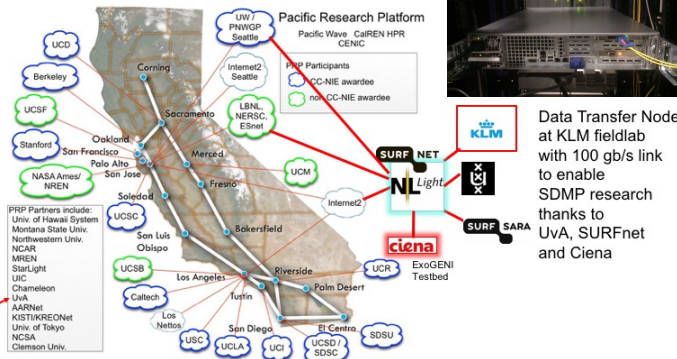 Pacific Research Platform
Pacific Wave CalREN HPR
CENIC
PRP Participants
CC-NIE awardee
non CC-NIE awardee
UW /
PNWGP
Seattle
Internet2
Seattle
LBNL,
NERSC,
ESnet
UCD
Berkeley
UCSF
Stanford
NASA Ames/
NREN
Corning
Sacramento
Oakland
San Francisco
Palo Alto
San Jose
Merced
Fresno
UCM
Soledad
UCSC
San Luis
Obispo
Bakersfield
Internet2
UCSB
Los Angeles
Riverside
Tustin
Palm Desert
UCR
Caltech
Los
Nettos
San Diego
El Centro
USC
UCLA
UCI
UCSD /
SDSC
SDSU
PRP Partners include:
Univ. of Hawaii System
Montana State Univ.
Northwestern Univ.
NCAR
MREN
StarLight
UIC
Chameleon
UvA
AARNet
KISTI/KREONet
Univ. of Tokyo
NCSA
Clemson Univ.
SURF NET
NL Light
KLM
SURF SARA
ciena
ExoGENI
Testbed
Data Transfer Node
at KLM fieldlab
with 100 gb/s link
to enable
SDMP research
thanks to
UvA, SURFnet
and Ciena